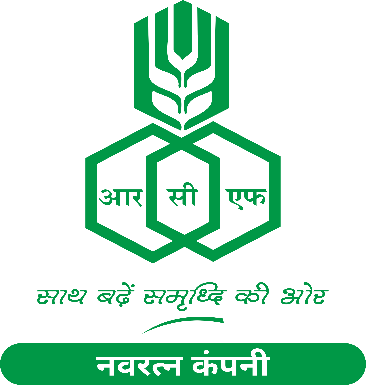 आर सी एफ
साथ बढ़ें समृध्दि की ओर
नवरत्न कंपनी